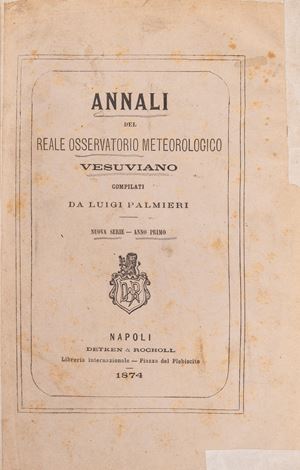 ANNALI
DEL
REALE OSSERVATORIO METEOROLOGICO
VESUVIANO
COMPILATI
DA LUIGI PALMIERI
NUOVA SERIE — ANNO PRIMO
NAPOLI
DETKEN & ROCHOLL
Libreria internazionale — Piazza del Plebiscito
1874